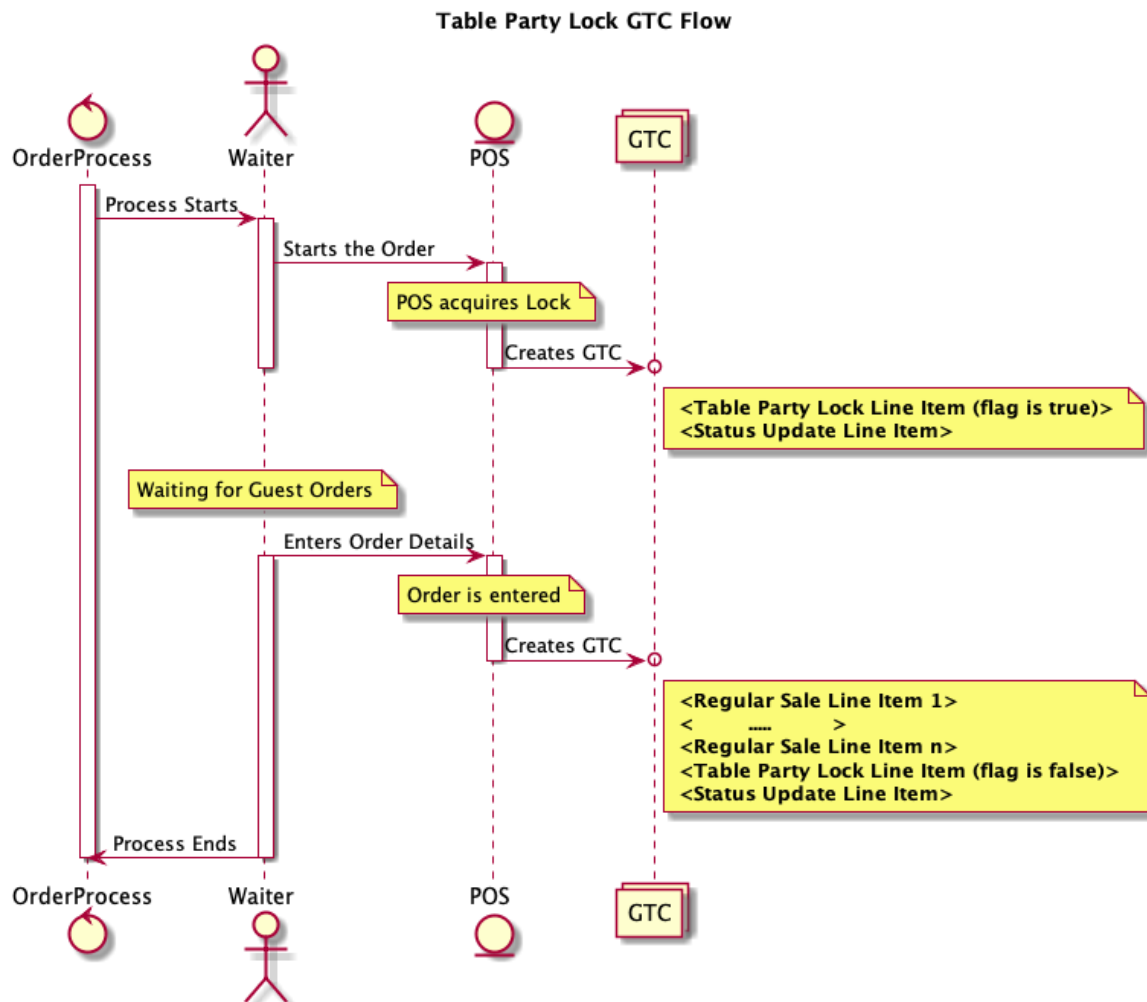 Table Party Lock GTC Flow
OrderProcess
Waiter
POS
GTC
Process Starts
Starts the Order
POS acquires Lock
Creates GTC
<Table Party Lock Line Item (flag is true)>
<Status Update Line Item>
Waiting for Guest Orders
Enters Order Details
Order is entered
Creates GTC
<Regular Sale Line Item 1>
< ..... >
<Regular Sale Line Item n>
<Table Party Lock Line Item (flag is false)>
<Status Update Line Item>
Process Ends
OrderProcess
Waiter
POS
GTC